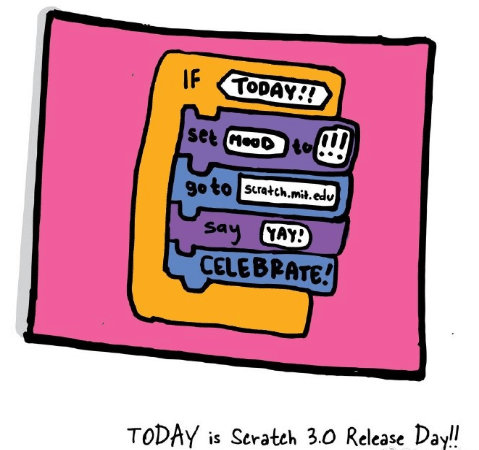 IF TODAY!!
set MOOD to !!!
go to scratch.mit.edu
say YAY!
CELEBRATE!
TODAY is Scratch 3.0 Release Day!!